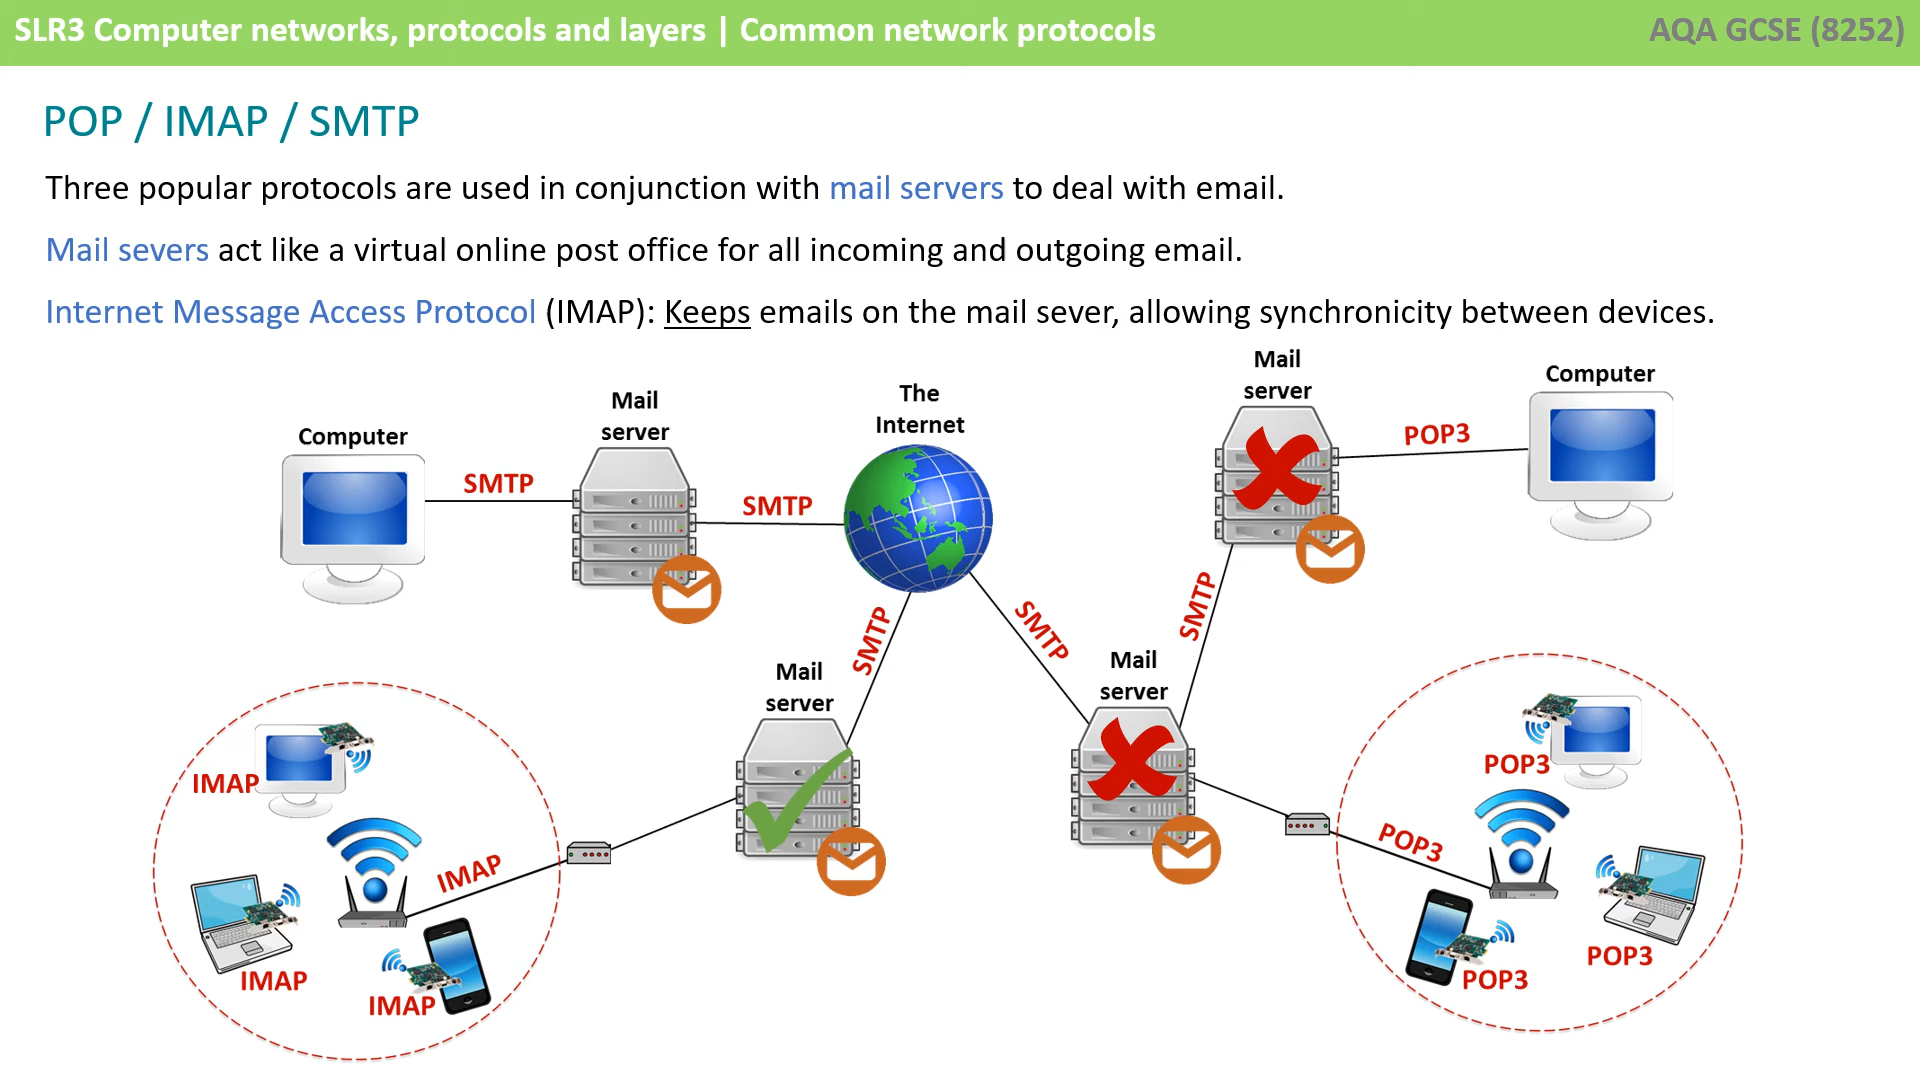 SLR3 Computer networks, protocols and layers | Common network protocols
AQA GCSE (8252)
POP / IMAP / SMTP
Three popular protocols are used in conjunction with mail servers to deal with email.
Mail severs act like a virtual online post office for all incoming and outgoing email.
Internet Message Access Protocol (IMAP): Keeps emails on the mail sever, allowing synchronicity between devices.
Computer
SMTP
Mail
server
SMTP
The
Internet
Mail
server
POP3
Computer
SMTP
SMTP
SMTP
Mail
server
Mail
server
IMAP
IMAP
IMAP
IMAP
POP3
POP3
POP3
POP3